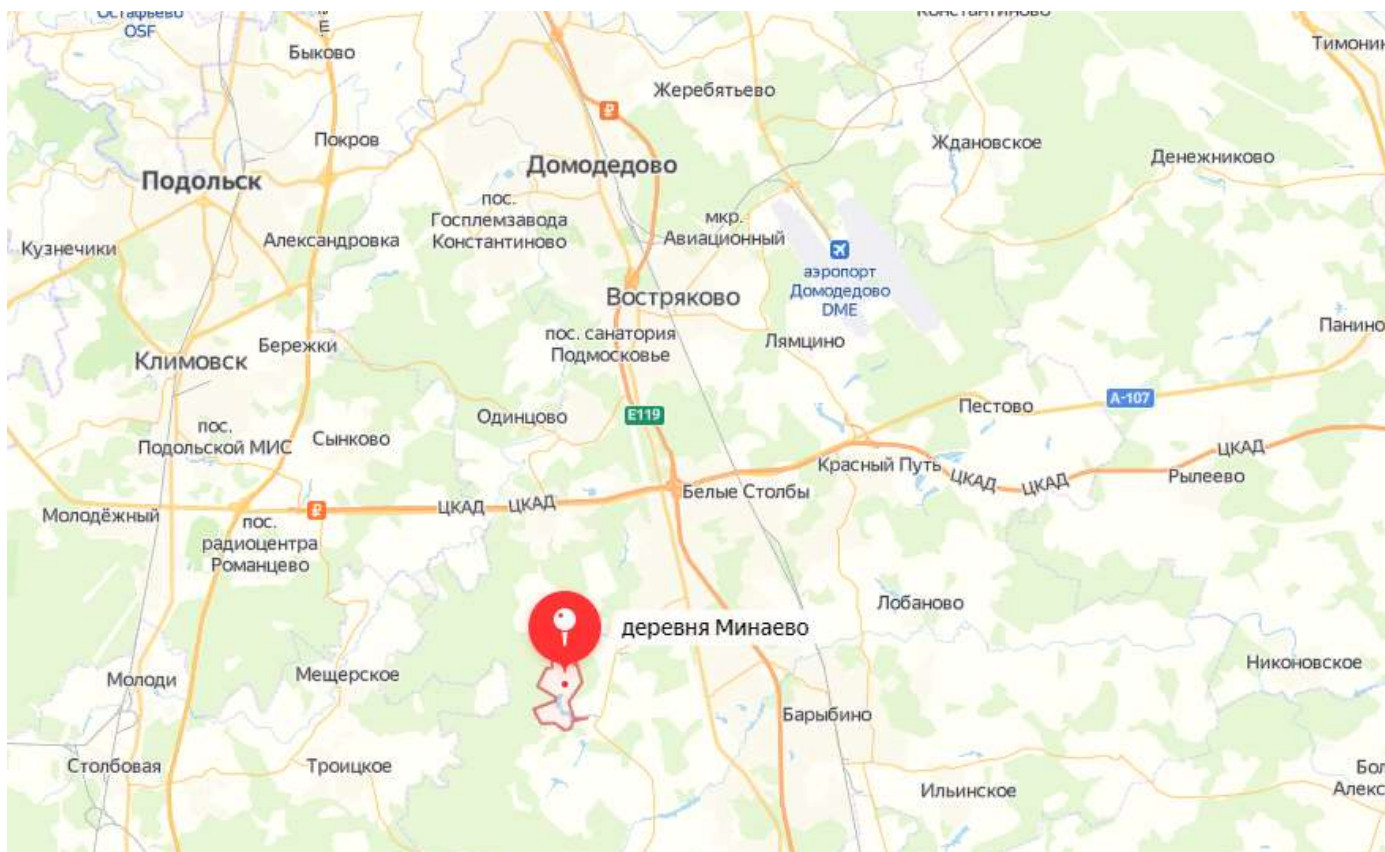 Остафьево
OSF
Быково
Константиново
Тимоник
Жеребятьево
Покров
Ждановское
Домодедово
Денежниково
Подольск
пос.
Госплемзавода
Константиново
мкр.
Авиационный
Кузнечики
Александровка
аэропорт
Домодедово
DME
Востряково
пос. санатория
Подмосковье
Лямцино
Панино
Бережки
Климовск
Пестово
А-107
Одинцово
E119
пос.
Подольской МИС
Сынково
Красный Путь
ЦКАД
ЦКАД
ЦКАД
Рылеево
Белые Столбы
ЦКАД
ЦКАД
₽
₽
Молодёжный
пос.
радиоцентра
Романцево
Лобаново
деревня Минаево
Никоновское
Молоди
Мещерское
Барыбино
Столбовая
Троицкое
Ильинское
Бол
Алекс